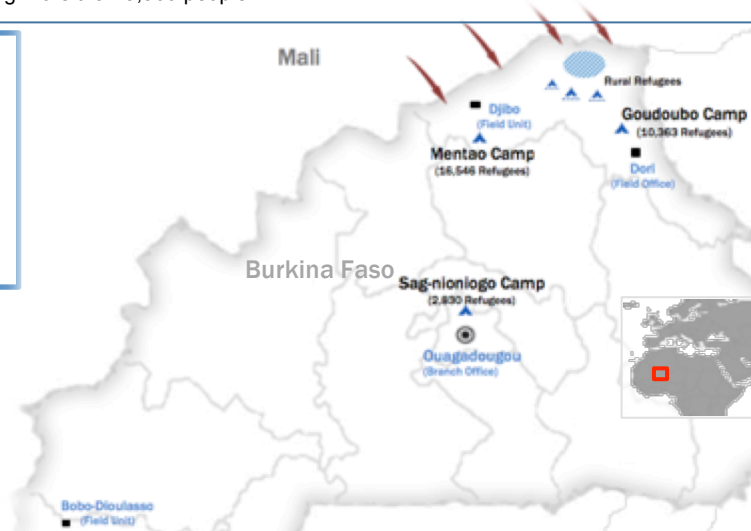 people
Mali
Rural Refugees
Djibo
(Field Unit)
Goudoubo Camp
(10,363 Refugees)
Mentao Camp
(16,546 Refugees)
Dori
(Field Office)
Burkina Faso
Sag-nioniogo Camp
(2,830 Refugees)
Ouagadougou
(Branch Office)
Bobo-Dioulasso
(Field Unit)